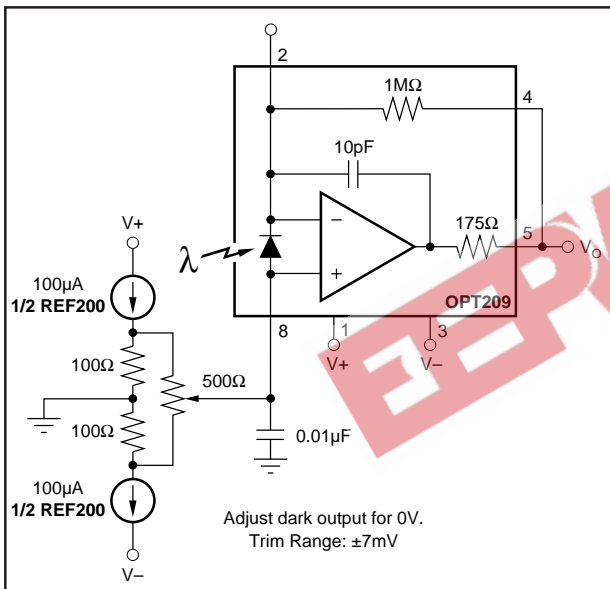 2
1MΩ
4
10pF
175Ω
5
Vo
λ
OPT209
V+
100µA
1/2 REF200
8
1
3
V+
V–
100Ω
500Ω
100Ω
0.01µF
100µA
1/2 REF200
V–
Adjust dark output for 0V.
Trim Range: ±7mV